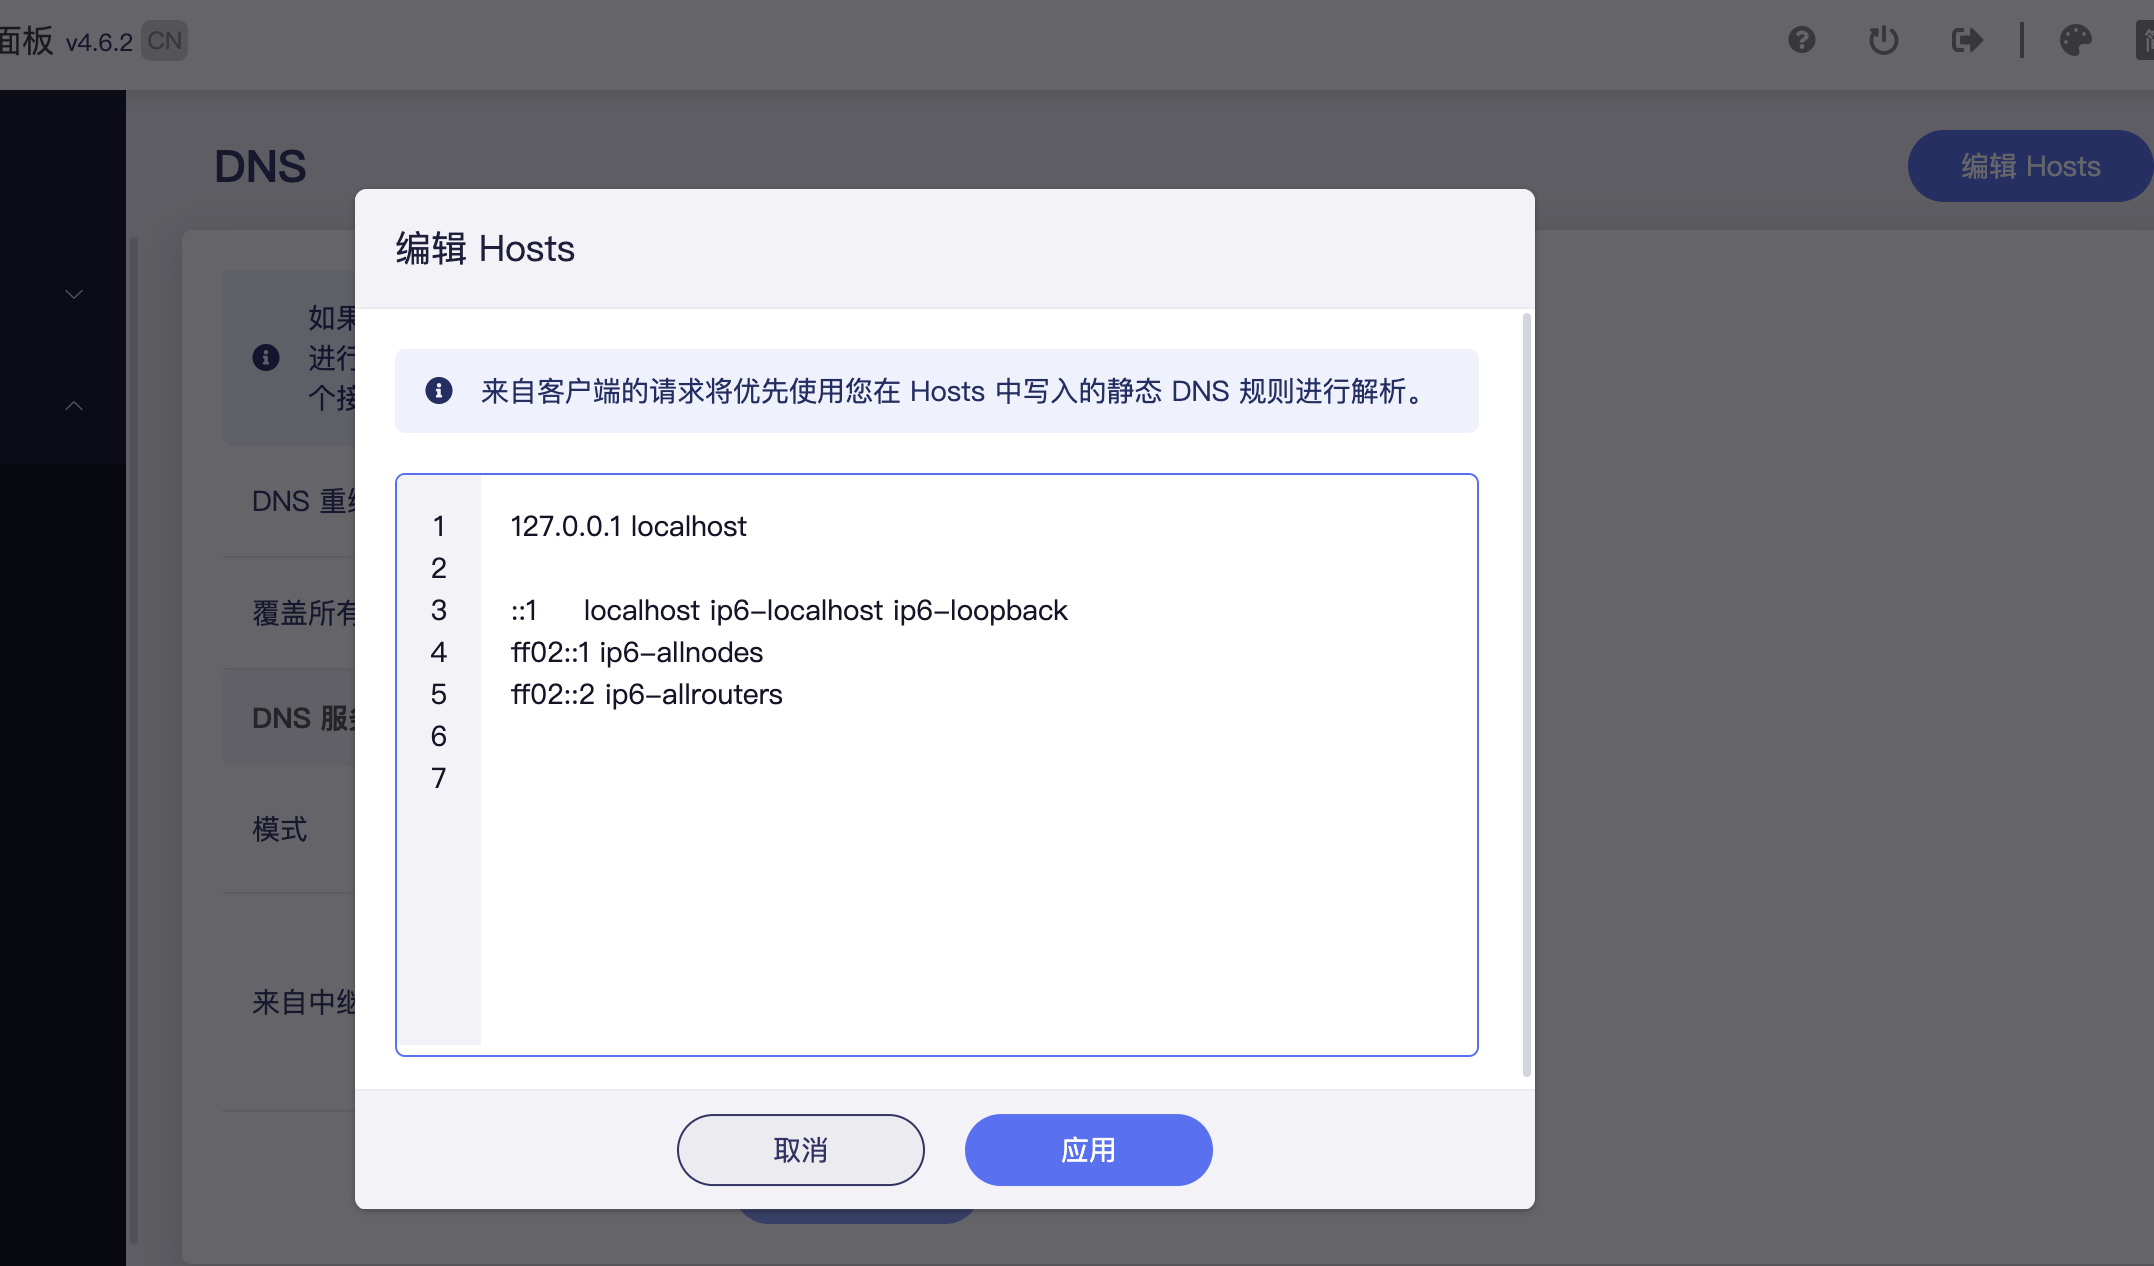 面板 v4.6.2 CN
DNS
编辑 Hosts
如果
进行
个接
DNS 重
覆盖所有
DNS 服
模式
来自中继
编辑 Hosts
来自客户端的请求将优先使用您在 Hosts 中写入的静态 DNS 规则进行解析。
1 127.0.0.1 localhost
2
3 ::1 localhost ip6-localhost ip6-loopback
4 ff02::1 ip6-allnodes
5 ff02::2 ip6-allrouters
6
7
取消
应用